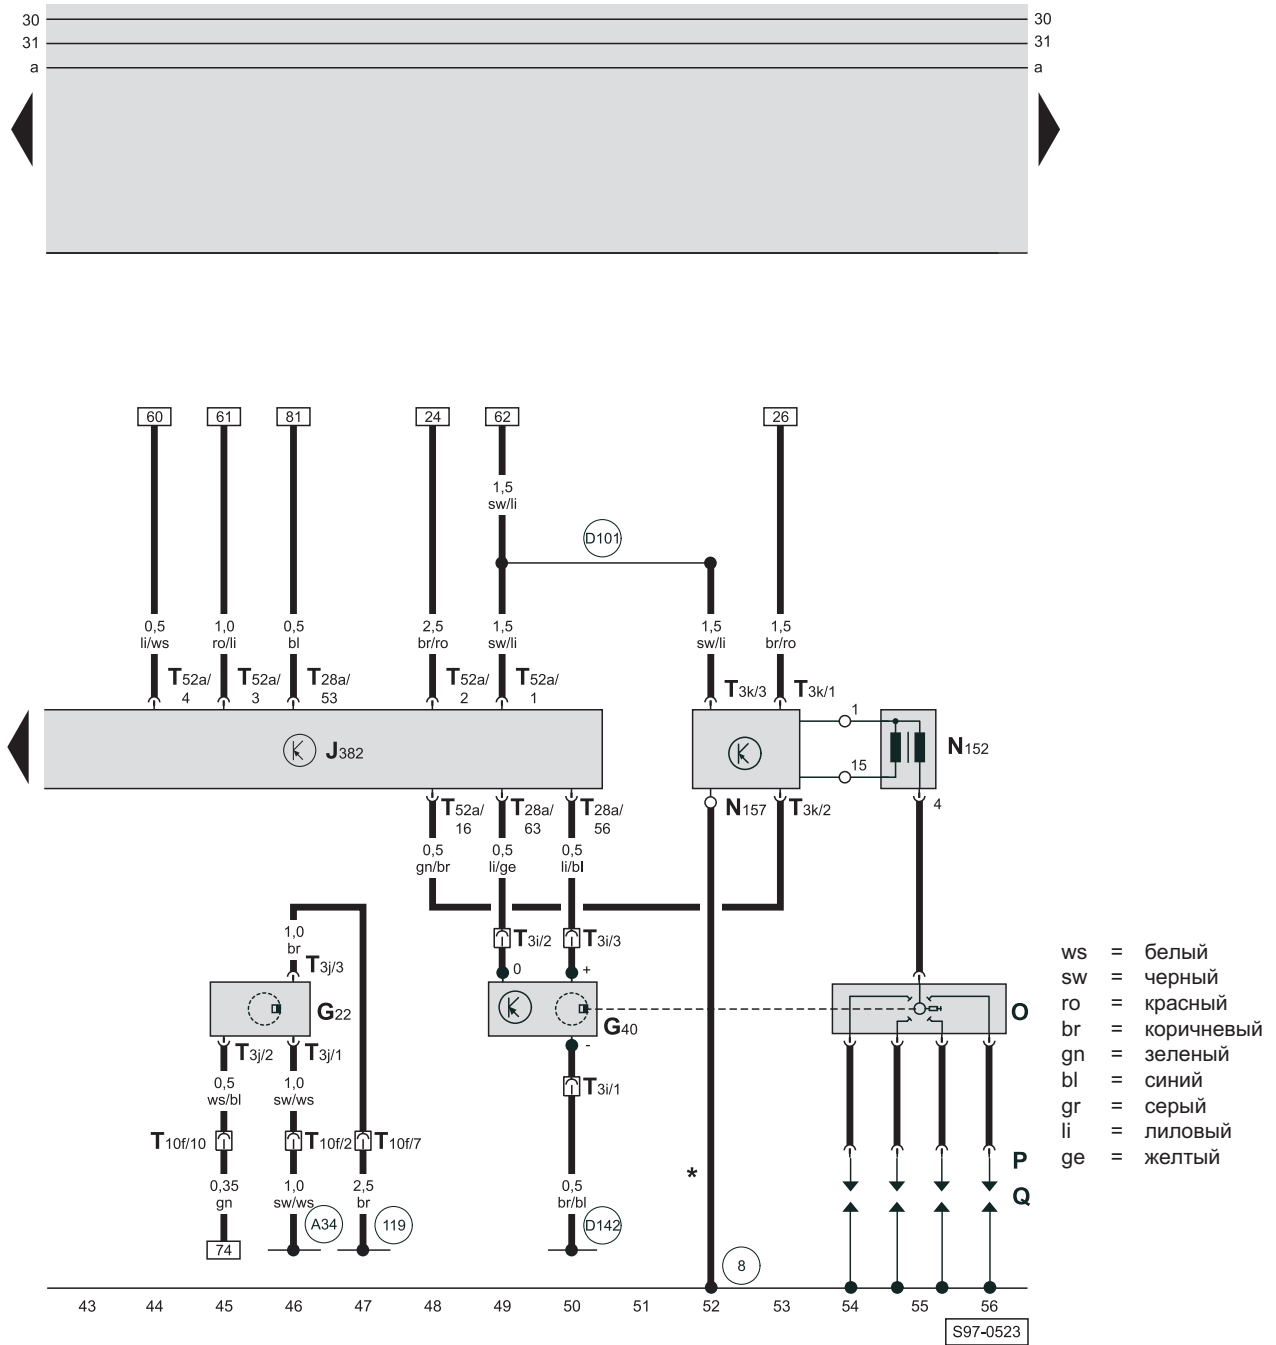 30 30
31 31
a a
60 61 81 24 62 26
1,5
sw/li
D101
0,5 1,0 0,5 2,5 1,5 1,5 1,5
li/ws ro/li bl br/ro sw/li sw/li br/ro
T52a/ T52a/ T28a/ T52a/ T52a/ T3k/3 T3k/1
4 3 53 2 1
1
J382 N152
15
T52a/ T28a/ T28a/ N157 T3k/2 4
16 63 56
0,5 0,5 0,5
gn/br li/ge li/bl
1,0
br
T3i/2 T3i/3
T3j/3 0 +
G22 G40 O
T3j/2 T3j/1 -
0,5 1,0 T3i/1
ws/bl sw/ws
T10f/10 T10f/2 T10f/7
P
0,35 1,0 2,5 0,5 *
gn sw/ws br br/bl Q
A34 119 D142
74 8
43 44 45 46 47 48 49 50 51 52 53 54 55 56
S97-0523
ws = белый
sw = черный
ro = красный
br = коричневый
gn = зеленый
bl = синий
gr = серый
li = лиловый
ge = желтый